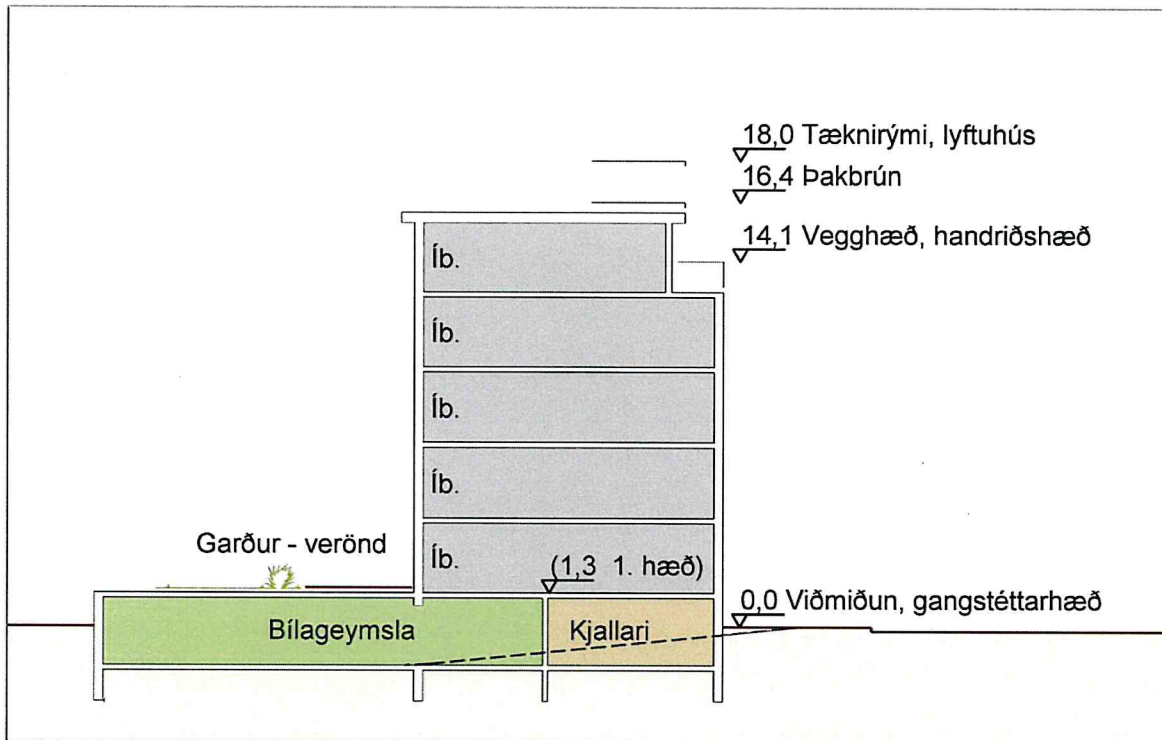 18,0 Tæknirými, lyftuhús
16,4 Þakbrún
14,1 Vegghæð, handriðshæð
Íb.
Íb.
Íb.
Íb.
Íb.
Garður - verönd
(1,3 1. hæð)
0,0 Viðmiðun, gangstéttarhæð
Bílageymsla
Kjallari